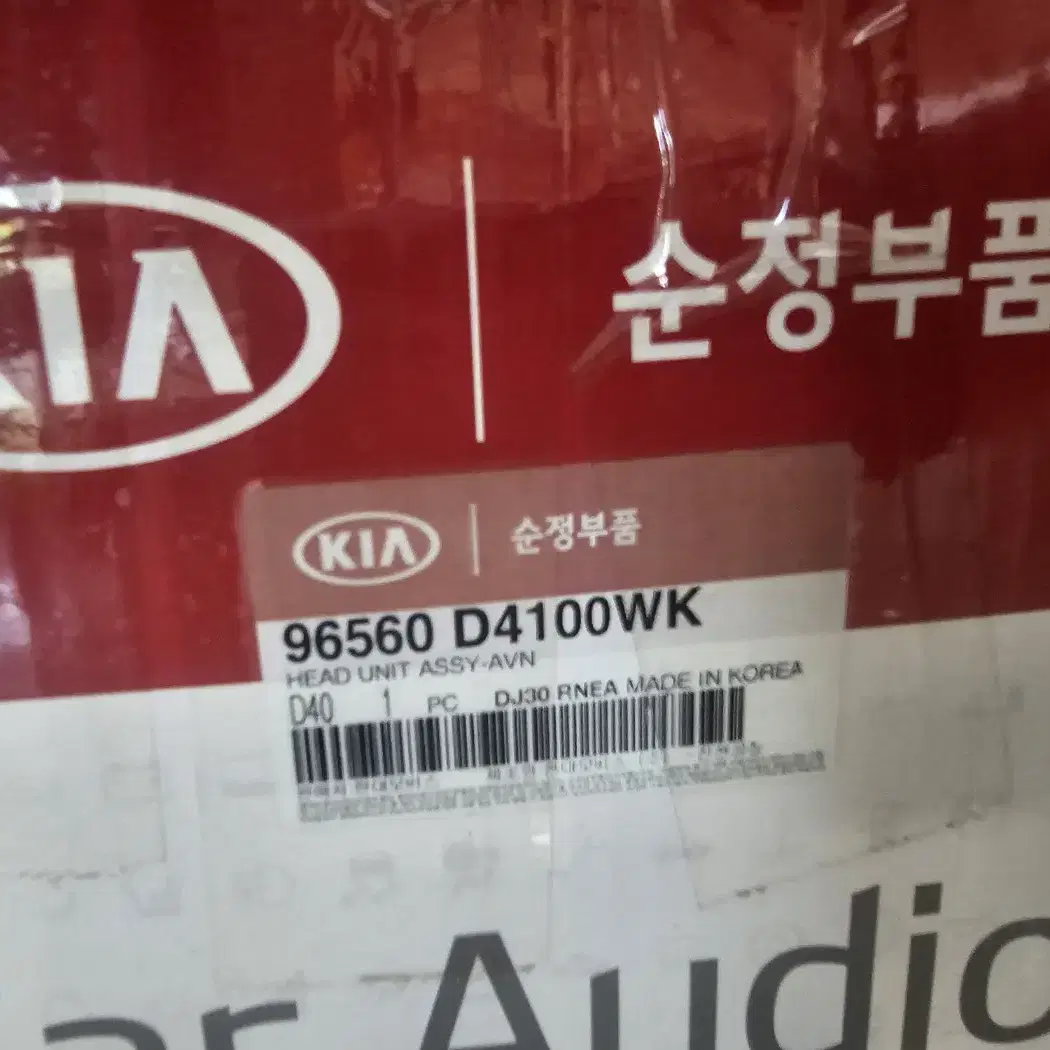 KIA 순정부품
KIA 순정부품
96560 D4100WK
HEAD UNIT ASSY-AVN
D40 1 PC DJ30 RNEA MADE IN KOREA
ar Audio